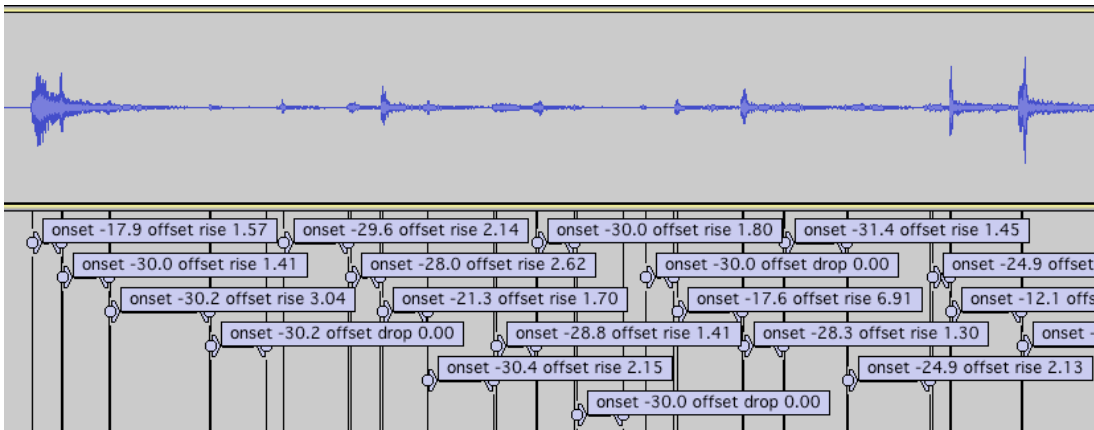 onset -17.9 offset rise 1.57
onset -29.6 offset rise 2.14
onset -30.0 offset rise 1.80
onset -31.4 offset rise 1.45
onset -30.0 offset rise 1.41
onset -28.0 offset rise 2.62
onset -30.0 offset drop 0.00
onset -24.9 offset
onset -30.2 offset rise 3.04
onset -21.3 offset rise 1.70
onset -17.6 offset rise 6.91
onset -12.1 offs
onset -30.2 offset drop 0.00
onset -28.8 offset rise 1.41
onset -28.3 offset rise 1.30
onset -
onset -30.4 offset rise 2.15
onset -24.9 offset rise 2.13
onset -30.0 offset drop 0.00